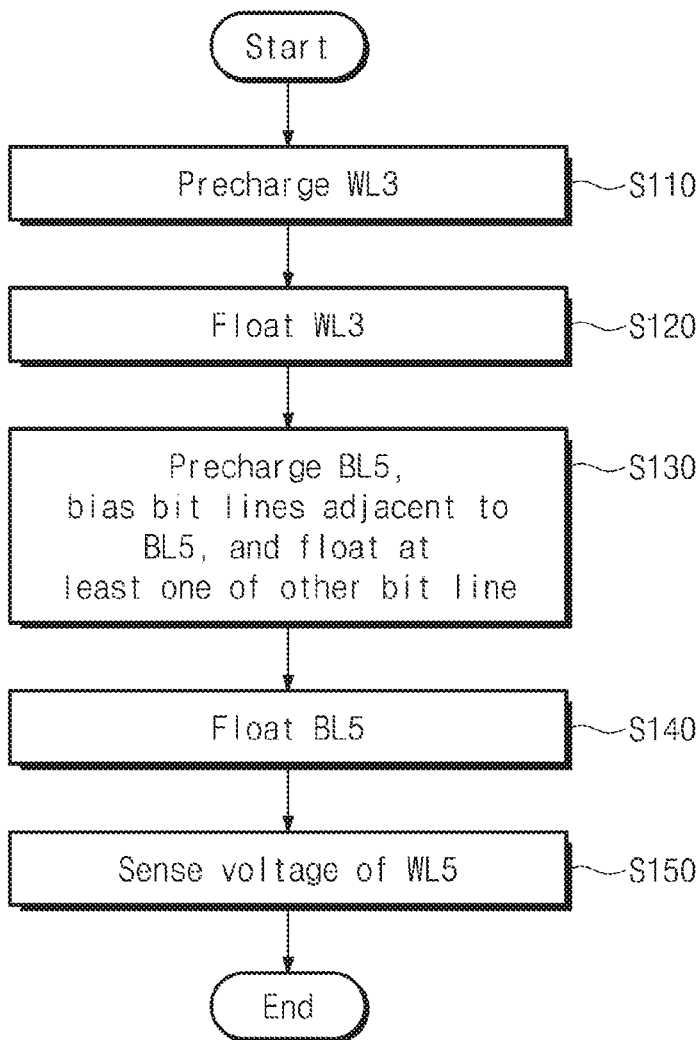 Start
Precharge WL3
S110
Float WL3
S120
Precharge BL5,
bias bit lines adjacent to
BL5, and float at
least one of other bit line
S130
Float BL5
S140
Sense voltage of WL5
S150
End